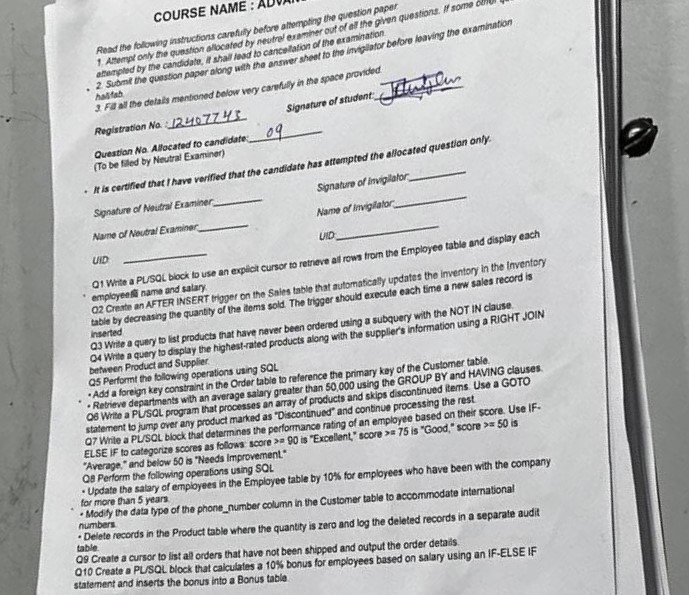 COURSE NAME : ADVAN
Read the following instructions carefully before attempting the question paper.
1. Attempt only the question allocated by neutral examiner out of all the given questions. If some other
attempted by the candidate, it shall lead to cancellation of the examination.
2. Submit the question paper along with the answer sheet to the invigilator before leaving the examination
hall/lab.
3. Fill all the details mentioned below very carefully in the space provided.
Registration No. : 12407743 Signature of student:
Question No. Allocated to candidate: 09
(To be filled by Neutral Examiner)
• It is certified that I have verified that the candidate has attempted the allocated question only.
Signature of Neutral Examiner: Signature of Invigilator:
Name of Neutral Examiner: Name of Invigilator:
UID: UID:
Q1 Write a PL/SQL block to use an explicit cursor to retrieve all rows from the Employee table and display each
employee name and salary.
Q2 Create an AFTER INSERT trigger on the Sales table that automatically updates the inventory in the Inventory
table by decreasing the quantity of the items sold. The trigger should execute each time a new sales record is
inserted.
Q3 Write a query to list products that have never been ordered using a subquery with the NOT IN clause.
Q4 Write a query to display the highest-rated products along with the supplier's information using a RIGHT JOIN
between Product and Supplier.
Q5 Performt the following operations using SQL
• Add a foreign key constraint in the Order table to reference the primary key of the Customer table.
• Retrieve departments with an average salary greater than 50,000 using the GROUP BY and HAVING clauses.
Q6 Write a PL/SQL program that processes an array of products and skips discontinued items. Use a GOTO
statement to jump over any product marked as "Discontinued" and continue processing the rest.
Q7 Write a PL/SQL block that determines the performance rating of an employee based on their score. Use IF-
ELSE IF to categorize scores as follows: score >= 90 is "Excellent," score >= 75 is "Good," score >= 50 is
"Average," and below 50 is "Needs Improvement."
Q8 Perform the following operations using SQL
• Update the salary of employees in the Employee table by 10% for employees who have been with the company
for more than 5 years.
• Modify the data type of the phone_number column in the Customer table to accommodate international
numbers.
• Delete records in the Product table where the quantity is zero and log the deleted records in a separate audit
table.
Q9 Create a cursor to list all orders that have not been shipped and output the order details.
Q10 Create a PL/SQL block that calculates a 10% bonus for employees based on salary using an IF-ELSE IF
statement and inserts the bonus into a Bonus table.